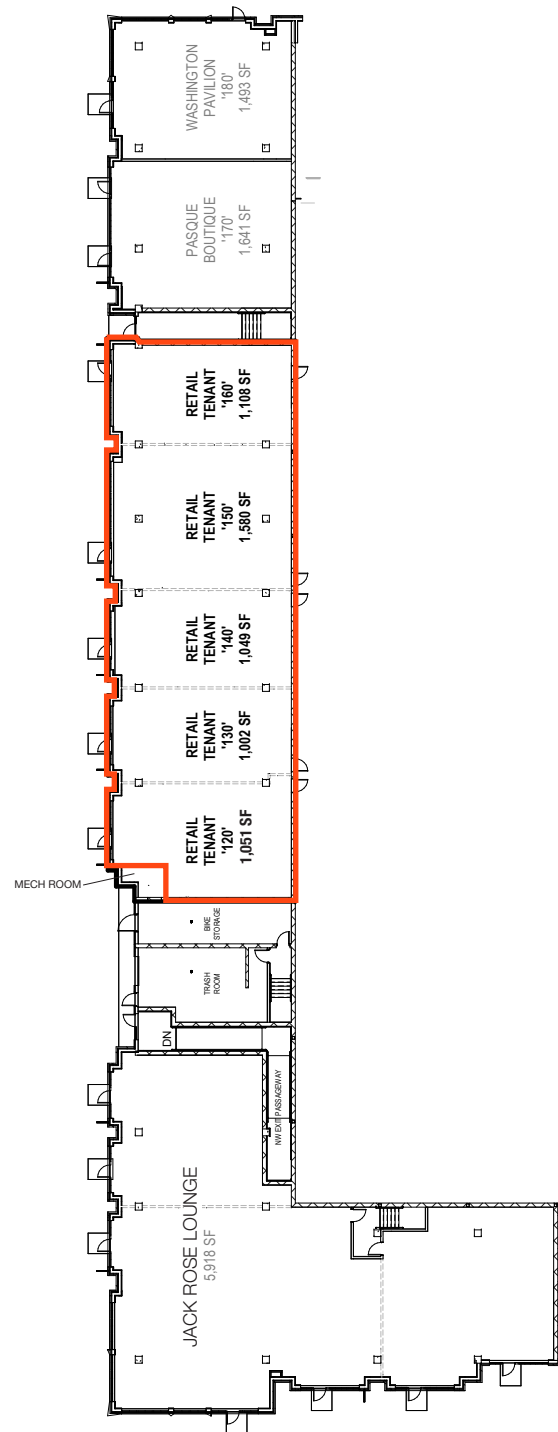 WASHINGTON
PAVILION
'180'
1,493 SF
PASQUE
BOUTIQUE
'170'
1,641 SF
RETAIL
TENANT
'160'
1,108 SF
RETAIL
TENANT
'150'
1,580 SF
RETAIL
TENANT
'140'
1,049 SF
RETAIL
TENANT
'130'
1,002 SF
RETAIL
TENANT
'120'
1,051 SF
MECH ROOM
BIKE
STORAGE
TRASH
ROOM
DN
NW EXIT PASSAGEWAY
JACK ROSE LOUNGE
5,918 SF